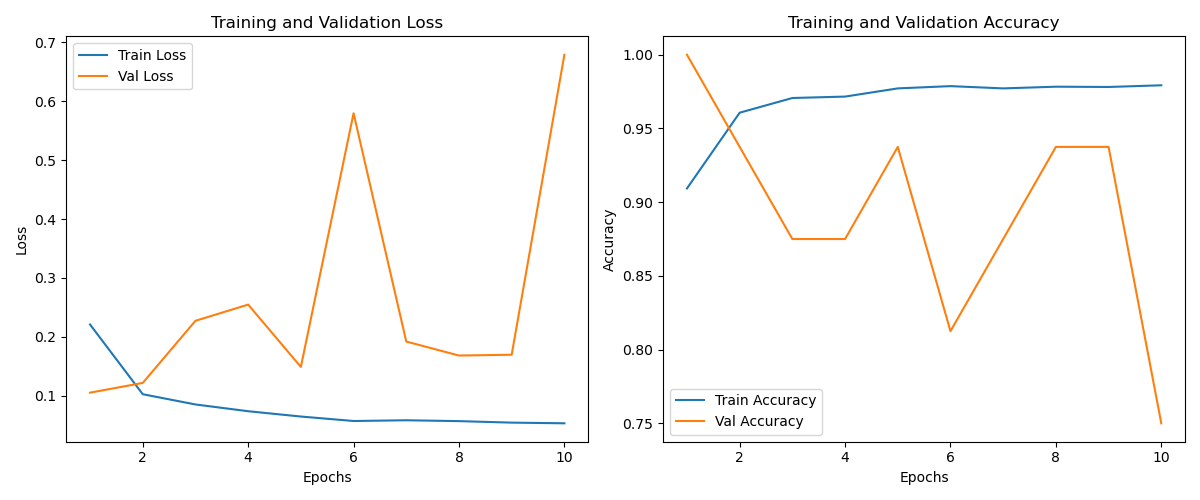 Training and Validation Loss
0.7
0.6
0.5
0.4
0.3
0.2
0.1
Loss
Train Loss
Val Loss
2
4
6
8
10
Epochs
Training and Validation Accuracy
1.00
0.95
0.90
0.85
0.80
0.75
Accuracy
Train Accuracy
Val Accuracy
2
4
6
8
10
Epochs